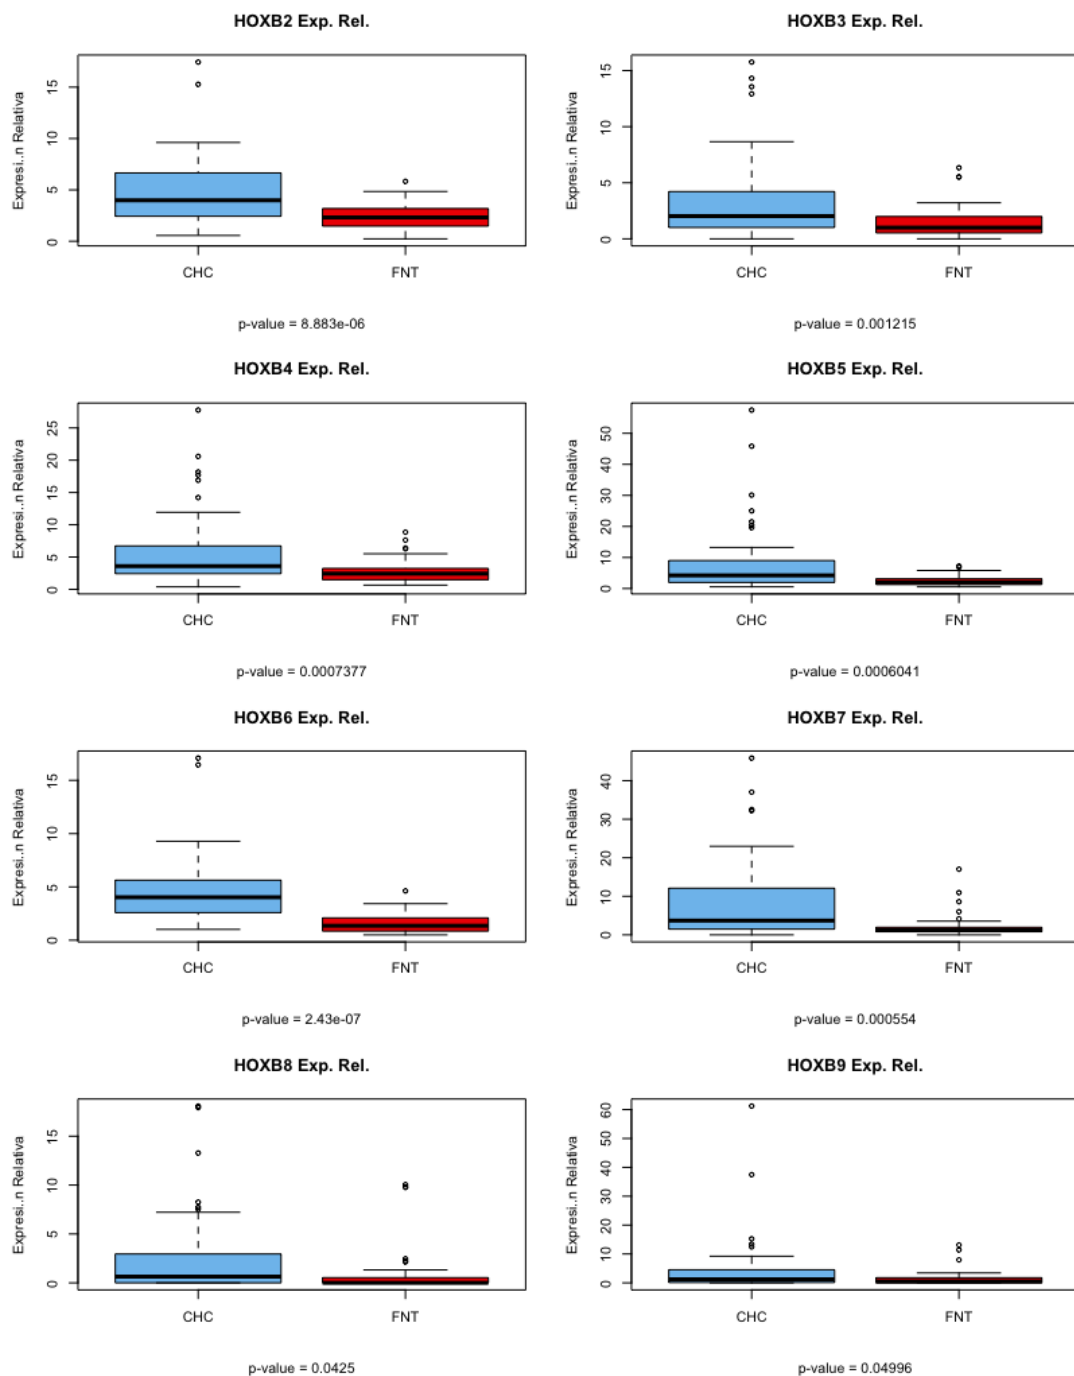 HOXB2 Exp. Rel.
Expresi..n Relativa
15
10
5
0
CHC
FNT
p-value = 8.883e-06
HOXB3 Exp. Rel.
Expresi..n Relativa
15
10
5
0
CHC
FNT
p-value = 0.001215
HOXB4 Exp. Rel.
Expresi..n Relativa
25
20
15
10
5
0
CHC
FNT
p-value = 0.0007377
HOXB5 Exp. Rel.
Expresi..n Relativa
50
40
30
20
10
0
CHC
FNT
p-value = 0.0006041
HOXB6 Exp. Rel.
Expresi..n Relativa
15
10
5
0
CHC
FNT
p-value = 2.43e-07
HOXB7 Exp. Rel.
Expresi..n Relativa
40
30
20
10
0
CHC
FNT
p-value = 0.000554
HOXB8 Exp. Rel.
Expresi..n Relativa
15
10
5
0
CHC
FNT
p-value = 0.0425
HOXB9 Exp. Rel.
Expresi..n Relativa
60
50
40
30
20
10
0
CHC
FNT
p-value = 0.04996